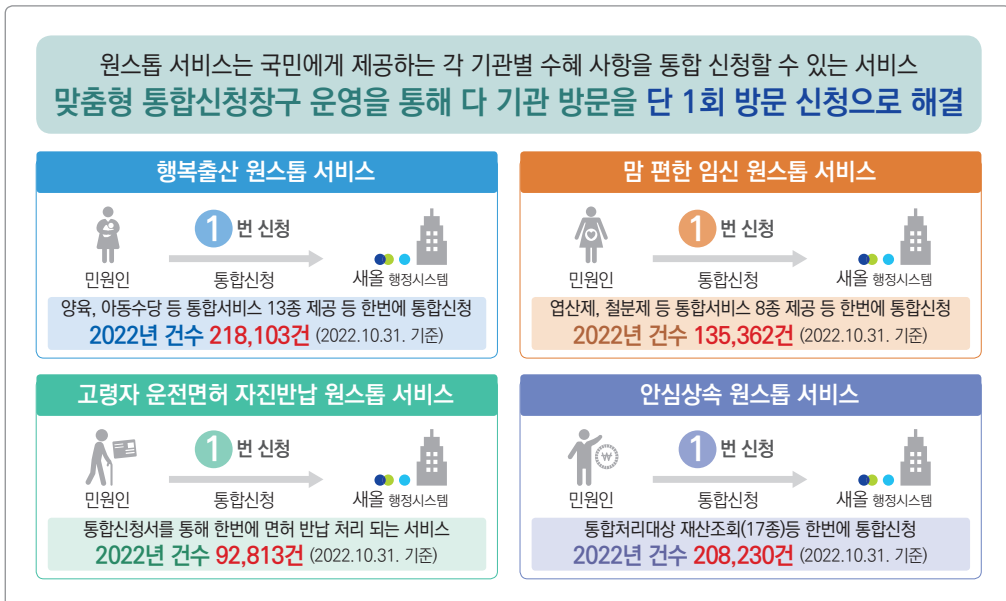 원스톱 서비스는 국민에게 제공하는 각 기관별 수혜 사항을 통합 신청할 수 있는 서비스
맞춤형 통합신청창구 운영을 통해 다 기관 방문을 단 1회 방문 신청으로 해결
행복출산 원스톱 서비스
1 번 신청
민원인
통합신청
새올 행정시스템
양육, 아동수당 등 통합서비스 13종 제공 등 한번에 통합신청
2022년 건수 218,103건 (2022.10.31. 기준)
맘 편한 임신 원스톱 서비스
1 번 신청
민원인
통합신청
새올 행정시스템
엽산제, 철분제 등 통합서비스 8종 제공 등 한번에 통합신청
2022년 건수 135,362건 (2022.10.31. 기준)
고령자 운전면허 자진반납 원스톱 서비스
1 번 신청
민원인
통합신청
새올 행정시스템
통합신청서를 통해 한번에 면허 반납 처리 되는 서비스
2022년 건수 92,813건 (2022.10.31. 기준)
안심상속 원스톱 서비스
₩
1 번 신청
민원인
통합신청
새올 행정시스템
통합처리대상 재산조회(17종)등 한번에 통합신청
2022년 건수 208,230건 (2022.10.31. 기준)